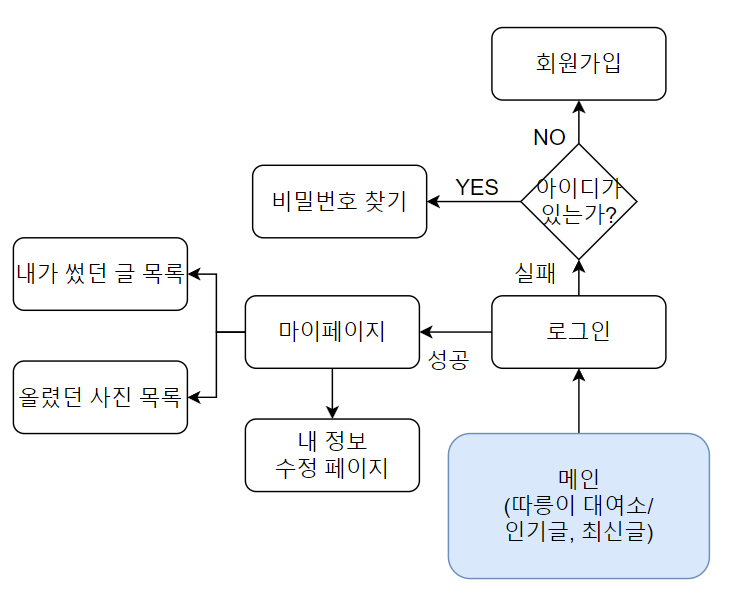 회원가입
NO
비밀번호 찾기
YES
아이디가
있는가?
내가 썼던 글 목록
실패
마이페이지
로그인
성공
올렸던 사진 목록
내 정보
수정 페이지
메인
(따릉이 대여소/
인기글, 최신글)